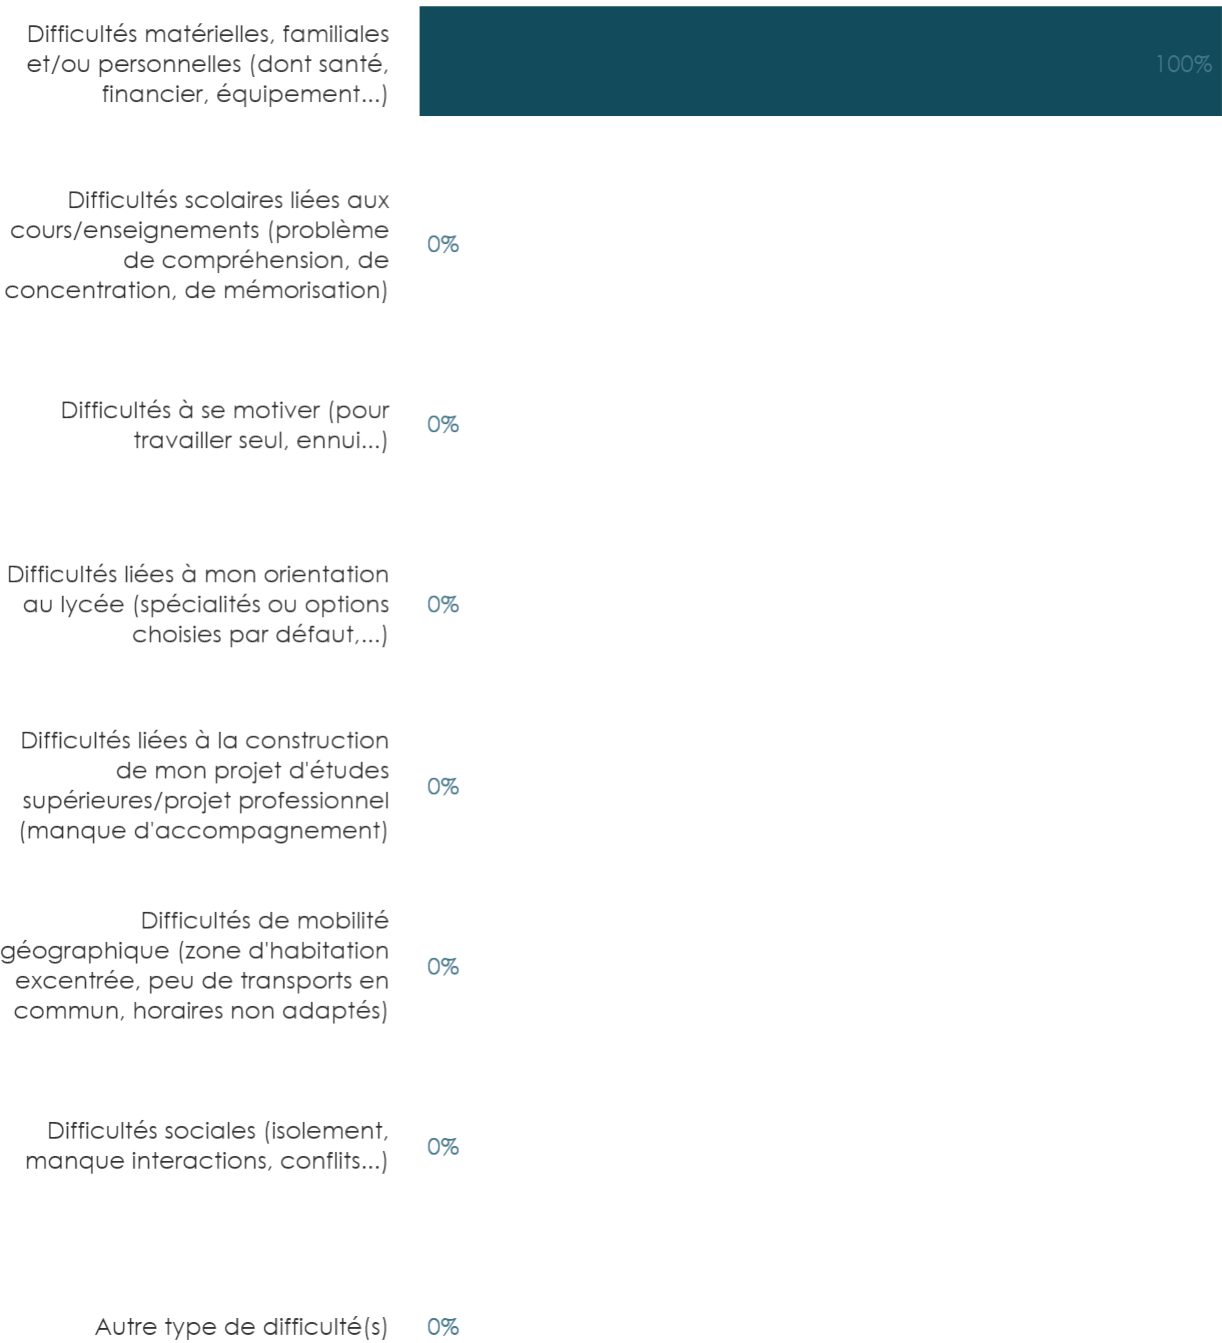 Difficultés matérielles, familiales
et/ou personnelles (dont santé,
financier, équipement...)
100%
Difficultés scolaires liées aux
cours/enseignements (problème
de compréhension, de
concentration, de mémorisation)
0%
Difficultés à se motiver (pour
travailler seul, ennui...)
0%
Difficultés liées à mon orientation
au lycée (spécialités ou options
choisies par défaut,...)
0%
Difficultés liées à la construction
de mon projet d'études
supérieures/projet professionnel
(manque d'accompagnement)
0%
Difficultés de mobilité
géographique (zone d'habitation
excentrée, peu de transports en
commun, horaires non adaptés)
0%
Difficultés sociales (isolement,
manque interactions, conflits...)
0%
Autre type de difficulté(s)
0%